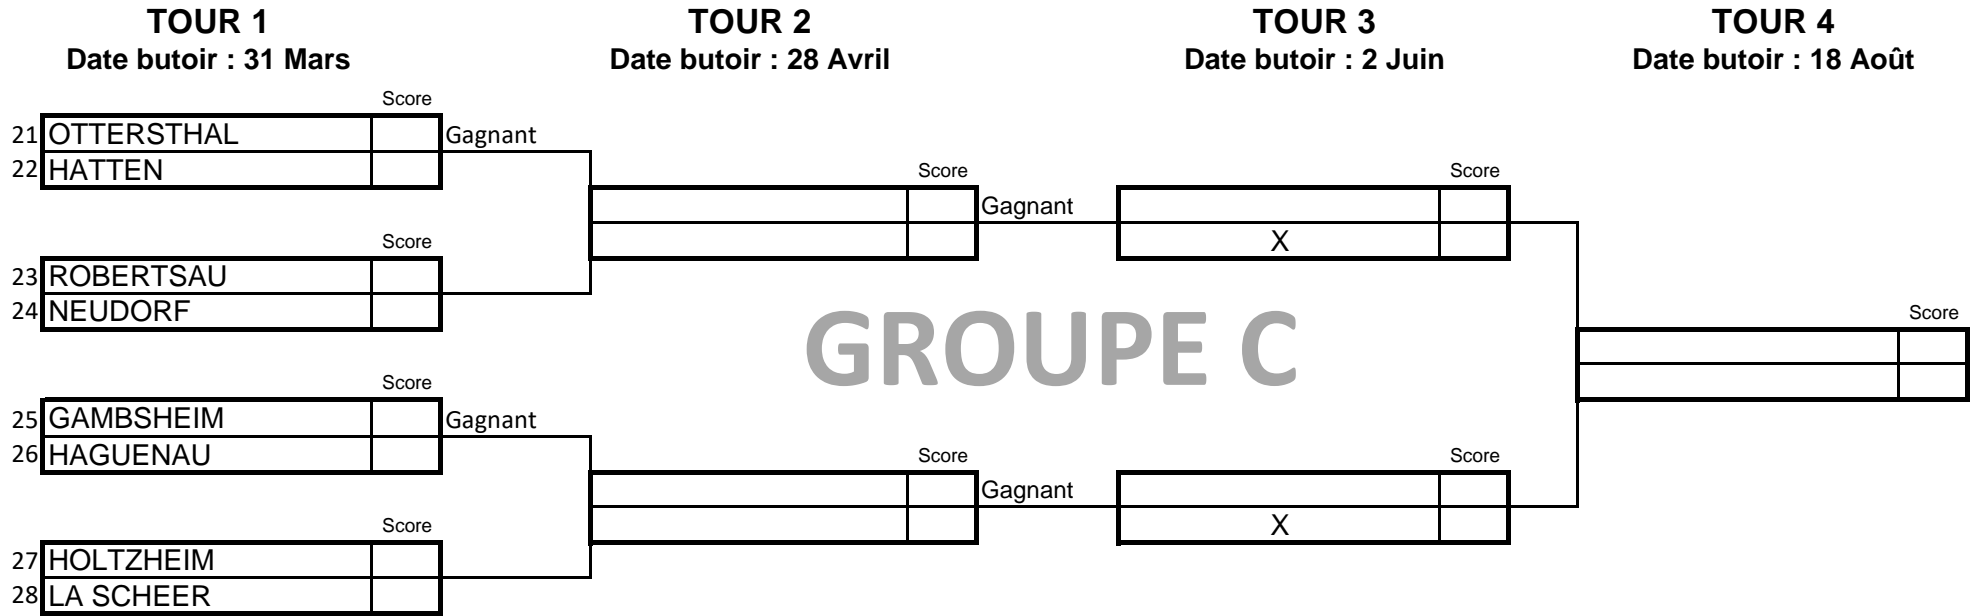 TOUR 1
Date butoir : 31 Mars
TOUR 2
Date butoir : 28 Avril
TOUR 3
Date butoir : 2 Juin
TOUR 4
Date butoir : 18 Août
Score
21 OTTERSTHAL Gagnant
22 HATTEN
Score
Gagnant
Score
X
Score
23 ROBERTSAU
24 NEUDORF
GROUPE C
Score
Score
25 GAMBSHEIM Gagnant
26 HAGUENAU
Score
Gagnant
Score
X
Score
27 HOLTZHEIM
28 LA SCHEER